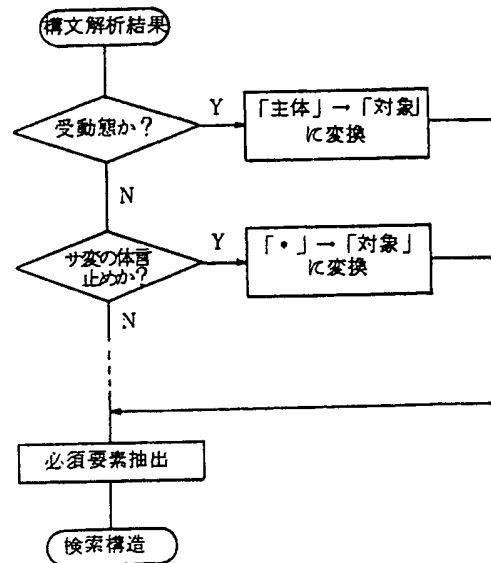 構文解析結果
受動態か?
Y
「主体」→「対象」
に変換
N
サ変の体言
止めか?
Y
「・」→「対象」
に変換
N
必須要素抽出
検索構造